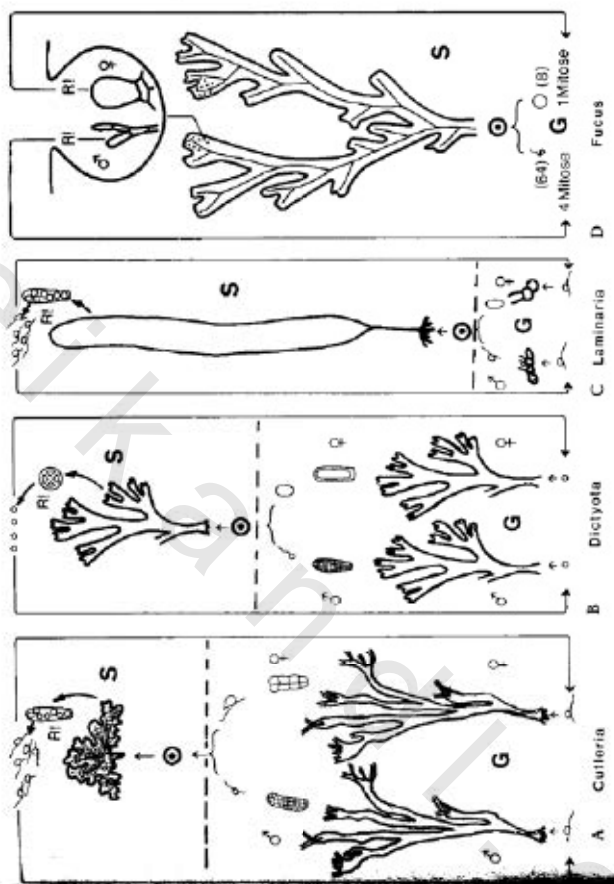 R!
S
♂
♀
G
♂
♀
A Cutleria
R!
S
♂
♀
G
♂
♀
B Dictyota
R!
S
♂
♀
G
C Laminaria
R! R!
♂ ♀
S
(64) (8)
4 Mitose G 1 Mitose
D Fucus